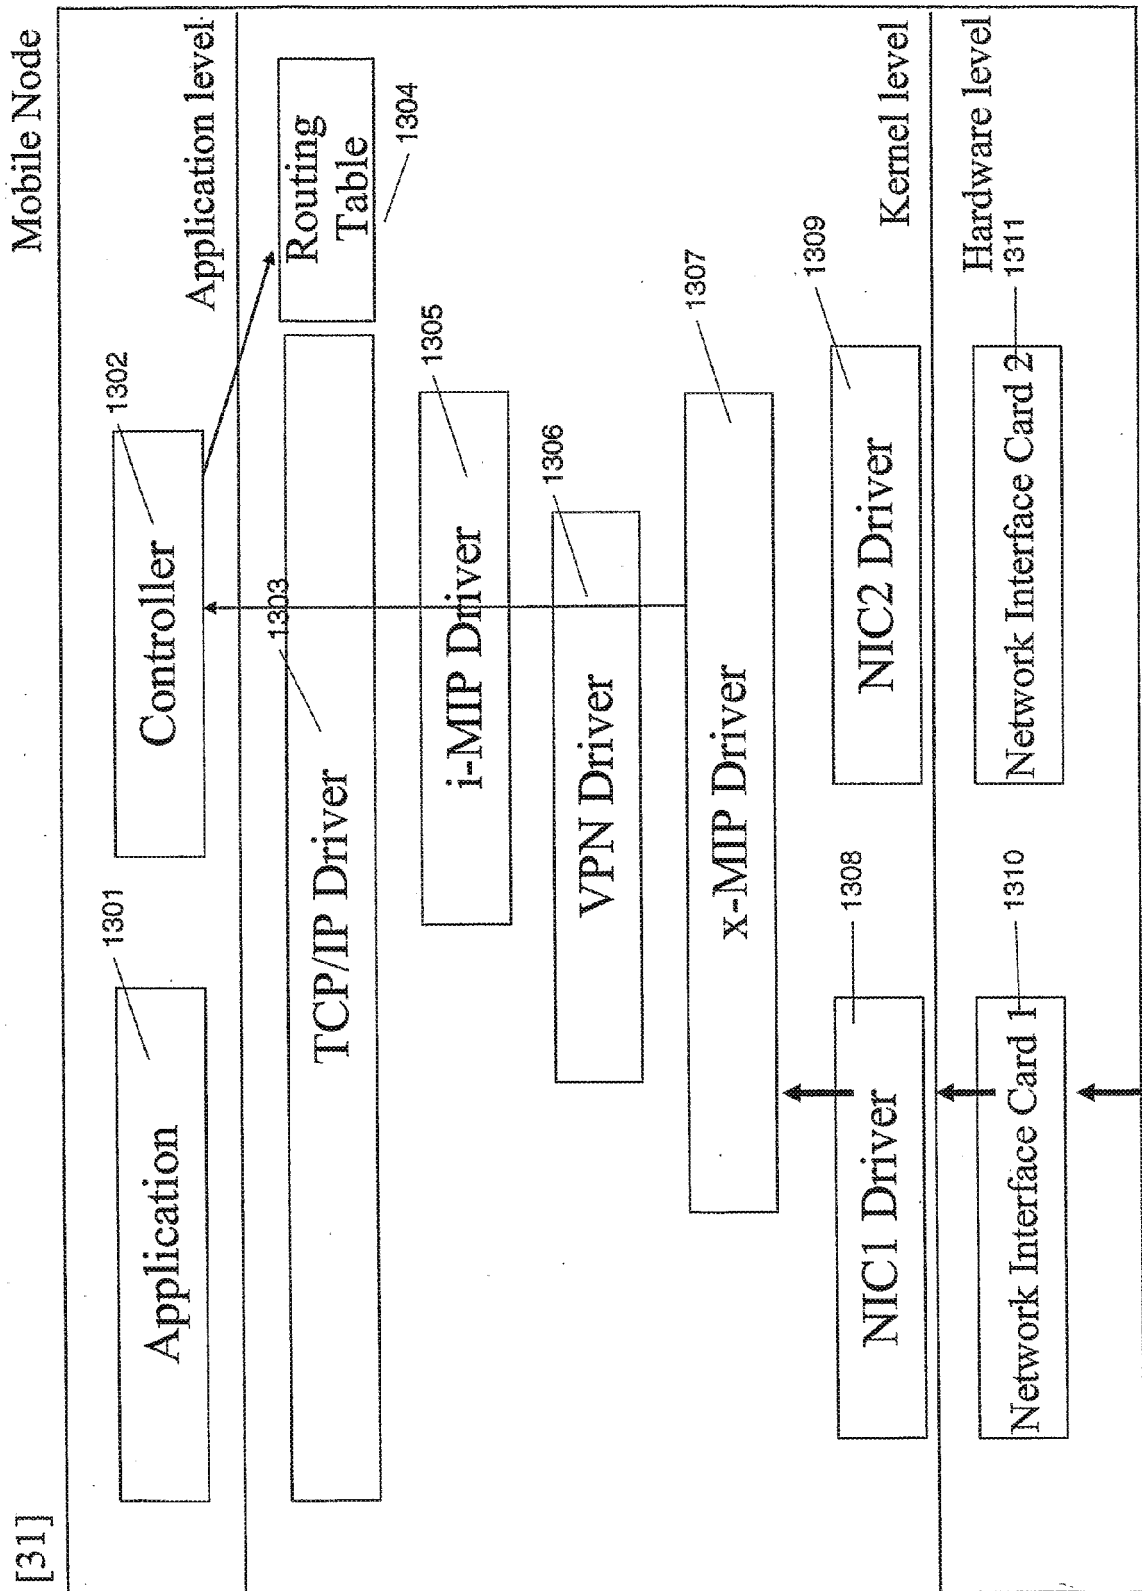 [31]
Mobile Node
Application level
1301
1302
Application
Controller
1303
TCP/IP Driver
Routing
Table
1304
1305
i-MIP Driver
1306
VPN Driver
1307
x-MIP Driver
1308
1309
NIC1 Driver
NIC2 Driver
Kernel level
Hardware level
1310
1311
Network Interface Card 1
Network Interface Card 2